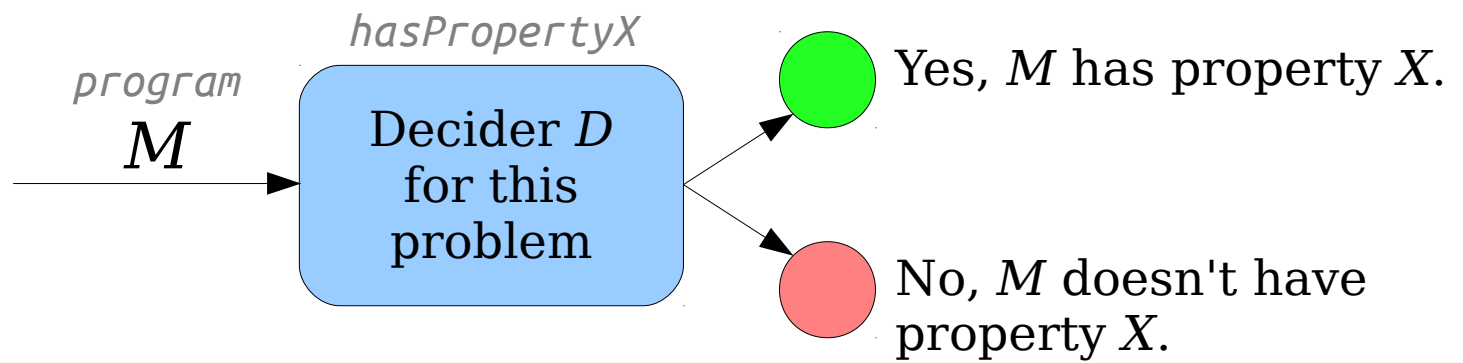 hasPropertyX
program
M
Decider D
for this
problem
Yes, M has property X.
No, M doesn't have
property X.